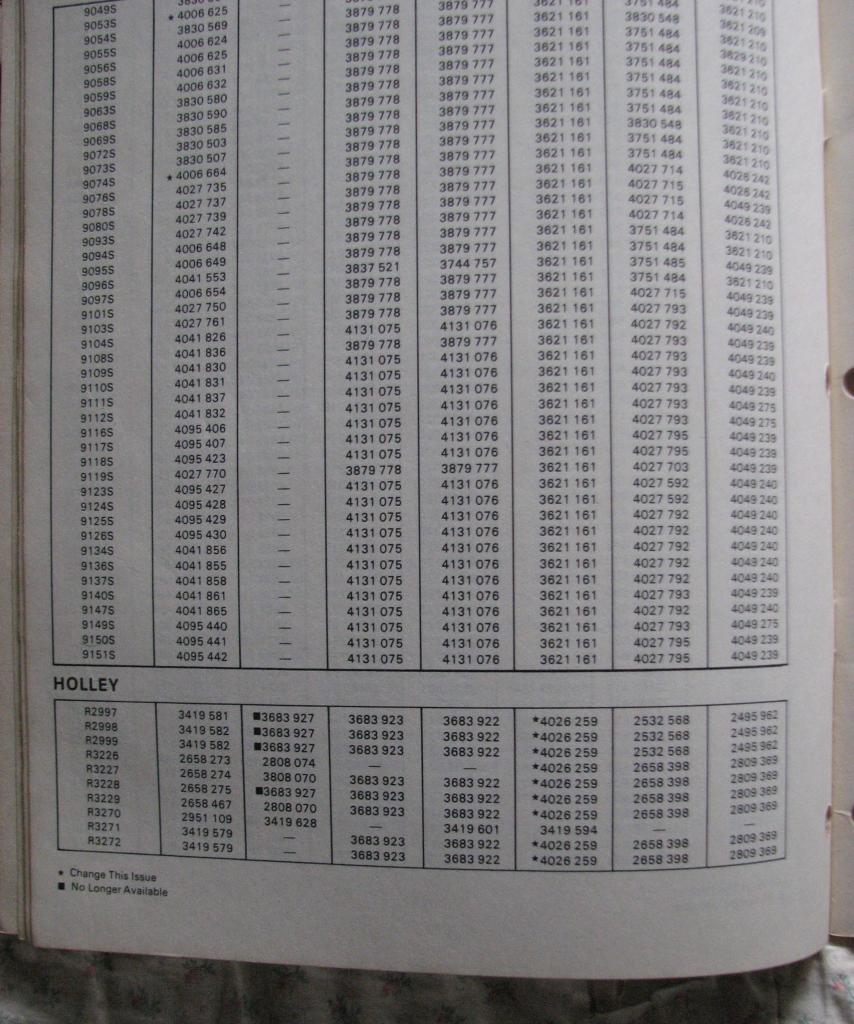 9049S
9053S ★ 4006 625 —
9054S 3830 569 — 3879 778 3879 777 3621 161 3751 484 3621 210
9055S 4006 624 — 3879 778 3879 777 3621 161 3830 548 3621 209
9056S 4006 625 — 3879 778 3879 777 3621 161 3751 484 3621 210
9058S 4006 631 — 3879 778 3879 777 3621 161 3751 484 3629 210
9059S 4006 632 — 3879 778 3879 777 3621 161 3751 484 3621 210
9063S 3830 580 — 3879 778 3879 777 3621 161 3751 484 3621 210
9068S 3830 590 — 3879 778 3879 777 3621 161 3751 484 3621 210
9069S 3830 585 — 3879 778 3879 777 3621 161 3751 484 3621 210
9072S 3830 503 — 3879 778 3879 777 3621 161 3830 548 3621 210
9073S 3830 507 — 3879 778 3879 777 3621 161 3751 484 3621 210
9074S ★ 4006 664 — 3879 778 3879 777 3621 161 3751 484 3621 210
9076S 4027 735 — 3879 778 3879 777 3621 161 4027 714 4026 242
9078S 4027 737 — 3879 778 3879 777 3621 161 4027 715 4026 242
9080S 4027 739 — 3879 778 3879 777 3621 161 4027 715 4049 239
9093S 4027 742 — 3879 778 3879 777 3621 161 4027 714 4026 242
9094S 4006 648 — 3879 778 3879 777 3621 161 3751 484 3621 210
9095S 4006 649 — 3879 778 3879 777 3621 161 3751 484 3621 210
9096S 4041 553 — 3837 521 3744 757 3621 161 3751 485 4049 239
9097S 4006 654 — 3879 778 3879 777 3621 161 3751 484 3621 210
9101S 4027 750 — 3879 778 3879 777 3621 161 4027 715 4049 239
9103S 4027 761 — 3879 778 3879 777 3621 161 4027 793 4049 239
9104S 4041 826 — 4131 075 4131 076 3621 161 4027 792 4049 240
9108S 4041 836 — 3879 778 3879 777 3621 161 4027 793 4049 239
9109S 4041 830 — 4131 075 4131 076 3621 161 4027 793 4049 239
9110S 4041 831 — 4131 075 4131 076 3621 161 4027 792 4049 240
9111S 4041 837 — 4131 075 4131 076 3621 161 4027 793 4049 239
9112S 4041 832 — 4131 075 4131 076 3621 161 4027 793 4049 275
9116S 4095 406 — 4131 075 4131 076 3621 161 4027 793 4049 275
9117S 4095 407 — 4131 075 4131 076 3621 161 4027 795 4049 239
9118S 4095 423 — 4131 075 4131 076 3621 161 4027 795 4049 239
9119S 4027 770 — 3879 778 3879 777 3621 161 4027 703 4049 239
9123S 4095 427 — 4131 075 4131 076 3621 161 4027 592 4049 240
9124S 4095 428 — 4131 075 4131 076 3621 161 4027 592 4049 240
9125S 4095 429 — 4131 075 4131 076 3621 161 4027 792 4049 240
9126S 4095 430 — 4131 075 4131 076 3621 161 4027 792 4049 240
9134S 4041 856 — 4131 075 4131 076 3621 161 4027 792 4049 240
9136S 4041 855 — 4131 075 4131 076 3621 161 4027 792 4049 240
9137S 4041 858 — 4131 075 4131 076 3621 161 4027 792 4049 240
9140S 4041 861 — 4131 075 4131 076 3621 161 4027 793 4049 239
9147S 4041 865 — 4131 075 4131 076 3621 161 4027 792 4049 240
9149S 4095 440 — 4131 075 4131 076 3621 161 4027 793 4049 275
9150S 4095 441 — 4131 075 4131 076 3621 161 4027 795 4049 239
9151S 4095 442 — 4131 075 4131 076 3621 161 4027 795 4049 239
HOLLEY
R2997 3419 581 ■3683 927 3683 923 3683 922 ★4026 259 2532 568 2495 962
R2998 3419 582 ■3683 927 3683 923 3683 922 ★4026 259 2532 568 2495 962
R2999 3419 582 ■3683 927 3683 923 3683 922 ★4026 259 2532 568 2495 962
R3226 2658 273 2808 074 — — ★4026 259 2658 398 2809 369
R3227 2658 274 3808 070 3683 923 3683 922 ★4026 259 2658 398 2809 369
R3228 2658 275 ■3683 927 3683 923 3683 922 ★4026 259 2658 398 2809 369
R3229 2658 467 2808 070 3683 923 3683 922 ★4026 259 2658 398 2809 369
R3270 2951 109 3419 628 — 3419 601 3419 594 — —
R3271 3419 579 — 3683 923 3683 922 ★4026 259 2658 398 2809 369
R3272 3419 579 — 3683 923 3683 922 ★4026 259 2658 398 2809 369
★ Change This Issue
■ No Longer Available